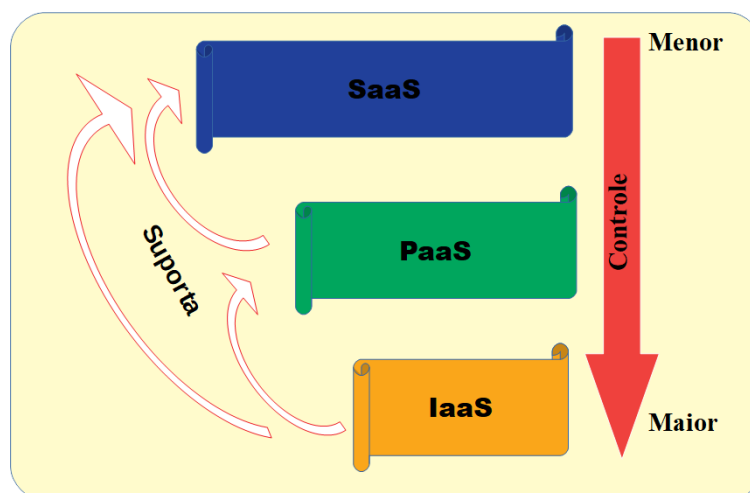 Menor
SaaS
Controle
PaaS
Suporta
IaaS
Maior